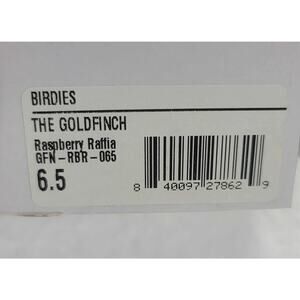 BIRDIES
THE GOLDFINCH
Raspberry Raffia
GFN-RBR-065
6.5
8 40097 27862 9